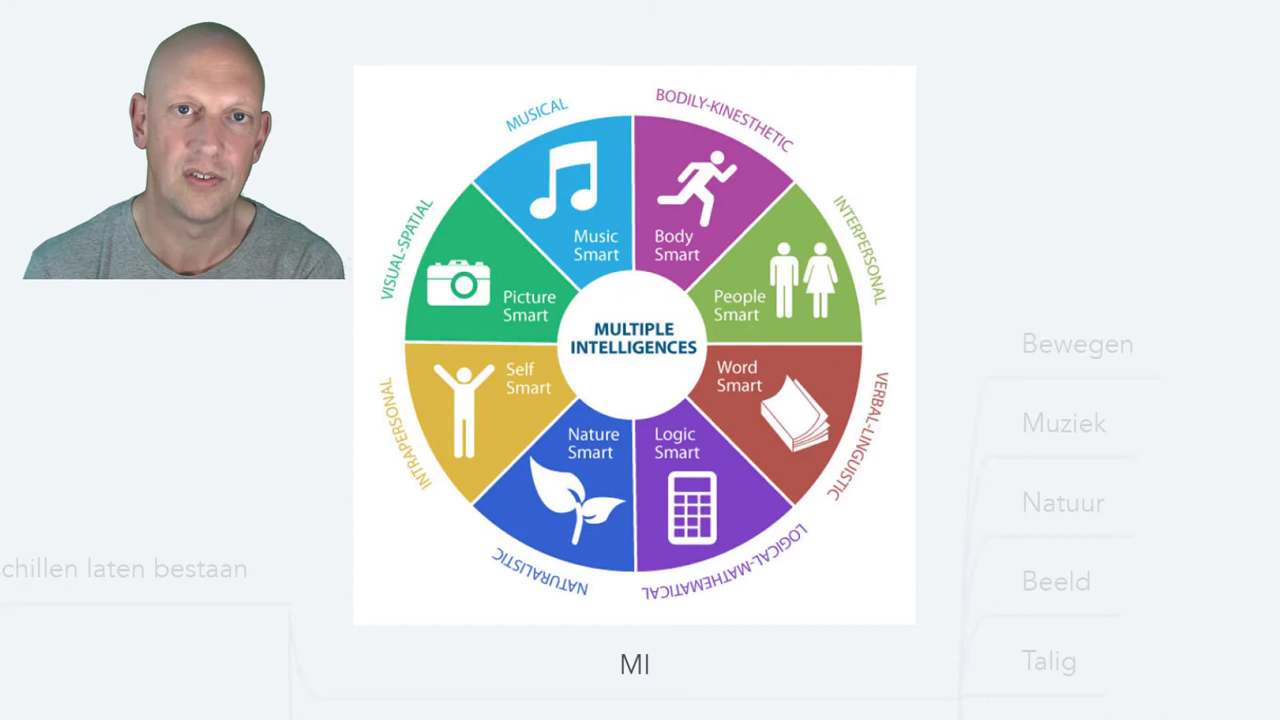 MUSICAL
BODILY-KINESTHETIC
VISUAL-SPATIAL
INTERPERSONAL
Music
Smart
Body
Smart
Picture
Smart
People
Smart
MULTIPLE
INTELLIGENCES
Self
Smart
Word
Smart
Nature
Smart
Logic
Smart
INTRAPERSONAL
VERBAL-LINGUISTIC
NATURALISTIC
LOGICAL-MATHEMATICAL
Bewegen
Muziek
Natuur
chillen laten bestaan
Beeld
Talig
MI